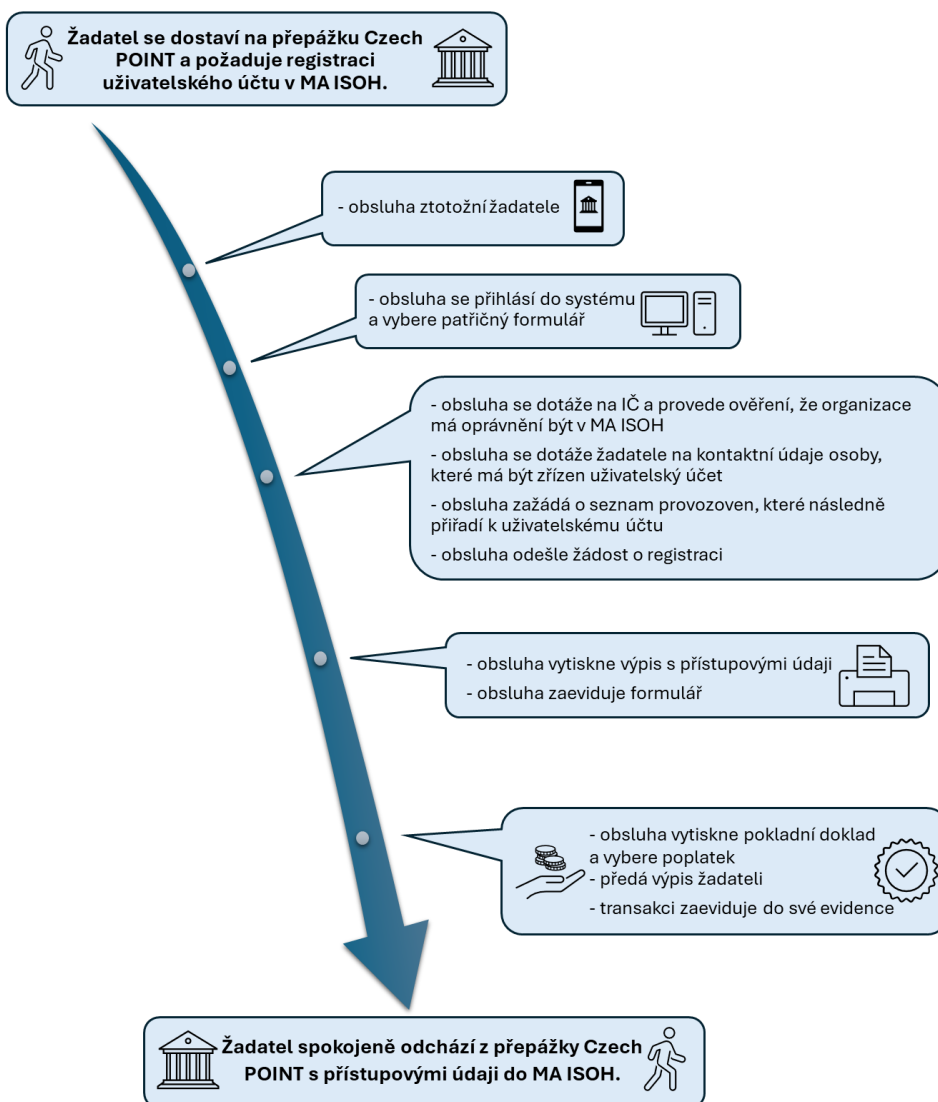 Žadatel se dostaví na přepážku Czech
POINT a požaduje registraci
uživatelského účtu v MA ISOH.
- obsluha ztotožní žadatele
- obsluha se přihlásí do systému
a vybere patřičný formulář
- obsluha se dotáže na IČ a provede ověření, že organizace
má oprávnění být v MA ISOH
- obsluha se dotáže žadatele na kontaktní údaje osoby,
které má být zřízen uživatelský účet
- obsluha zažádá o seznam provozoven, které následně
přiřadí k uživatelskému účtu
- obsluha odešle žádost o registraci
- obsluha vytiskne výpis s přístupovými údaji
- obsluha zaeviduje formulář
- obsluha vytiskne pokladní doklad
a vybere poplatek
- předá výpis žadateli
- transakci zaeviduje do své evidence
Žadatel spokojeně odchází z přepážky Czech
POINT s přístupovými údaji do MA ISOH.